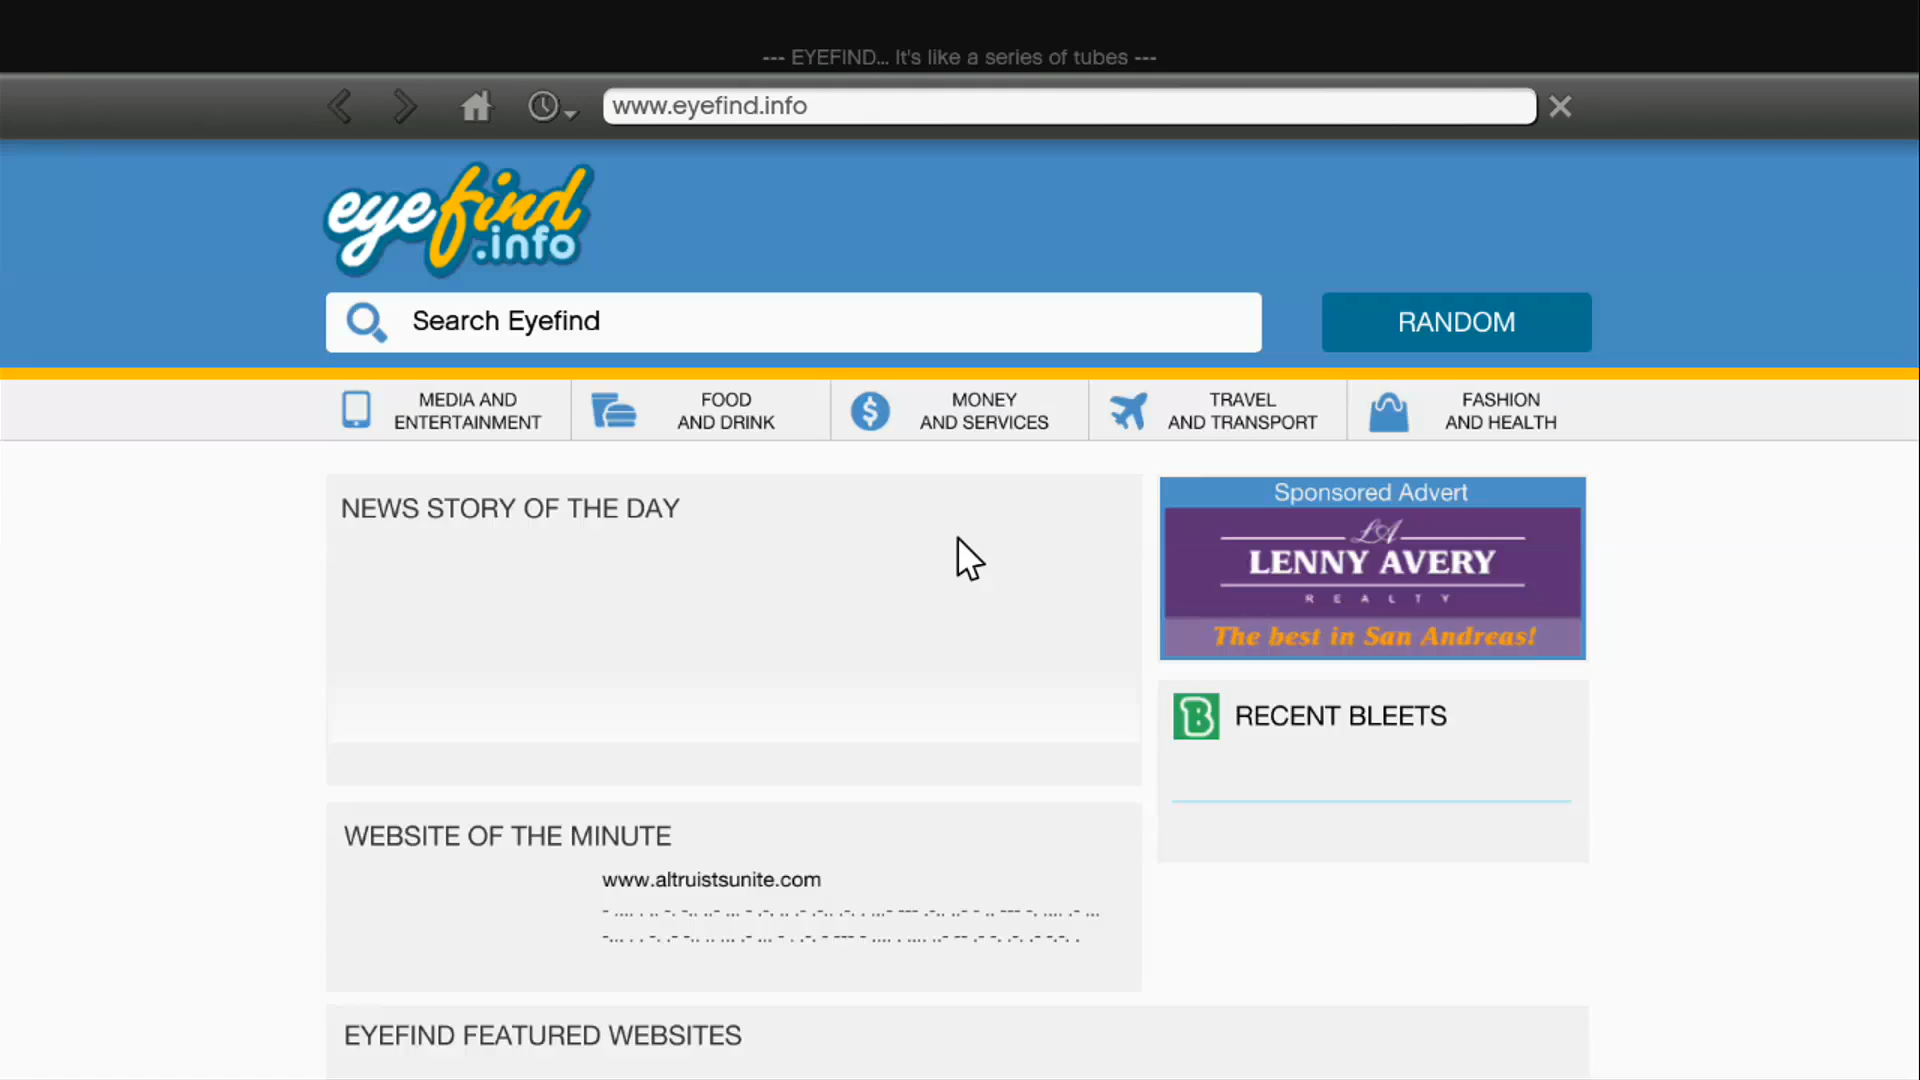 --- EYEFIND... It's like a series of tubes ---
www.eyefind.info
eyefind
.info
Search Eyefind
RANDOM
MEDIA AND
ENTERTAINMENT
FOOD
AND DRINK
MONEY
AND SERVICES
TRAVEL
AND TRANSPORT
FASHION
AND HEALTH
NEWS STORY OF THE DAY
Sponsored Advert
LA
LENNY AVERY
REALTY
The best in San Andreas!
B
RECENT BLEETS
WEBSITE OF THE MINUTE
www.altruistsunite.com
- .... . .. -. -.. ..- ... - .-. .. .- .-.. .-. . ...- --- .-.. ..- - .. --- -. .... .- ...
-... . . -. .- -.. .. ... .- ... - . .-. - --- - .... . .... ..- -- .- -. .-. .- -.-. .
EYEFIND FEATURED WEBSITES